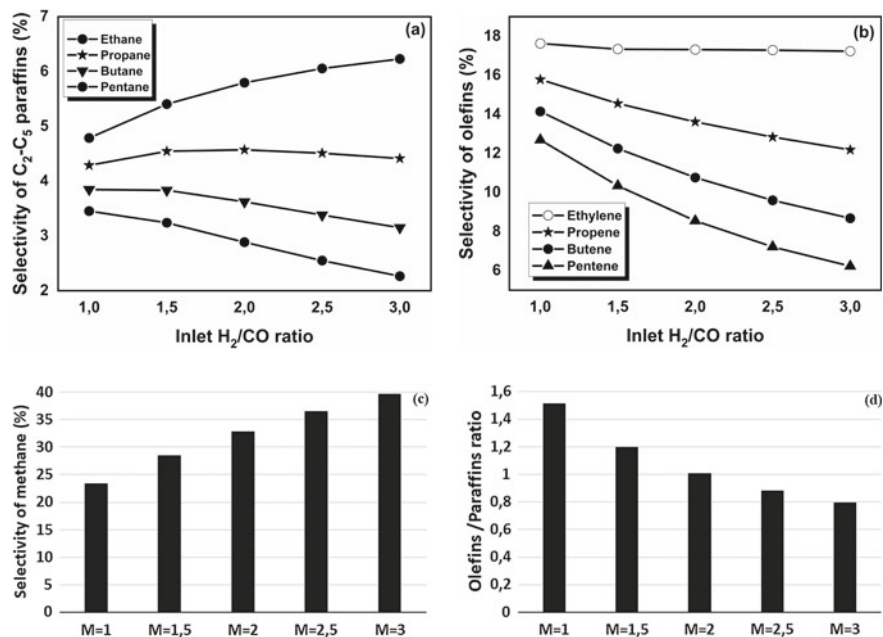 (a)
Selectivity of C₂-C₅ paraffins (%)
7
6
5
4
3
2
Ethane
Propane
Butane
Pentane
1,0 1,5 2,0 2,5 3,0
Inlet H₂/CO ratio
(b)
Selectivity of olefins (%)
18
16
14
12
10
8
6
Ethylene
Propene
Butene
Pentene
1,0 1,5 2,0 2,5 3,0
Inlet H₂/CO ratio
(c)
Selectivity of methane (%)
40
35
30
25
20
15
10
5
0
M=1 M=1,5 M=2 M=2,5 M=3
(d)
Olefins /Paraffins ratio
1,6
1,4
1,2
1
0,8
0,6
0,4
0,2
0
M=1 M=1,5 M=2 M=2,5 M=3